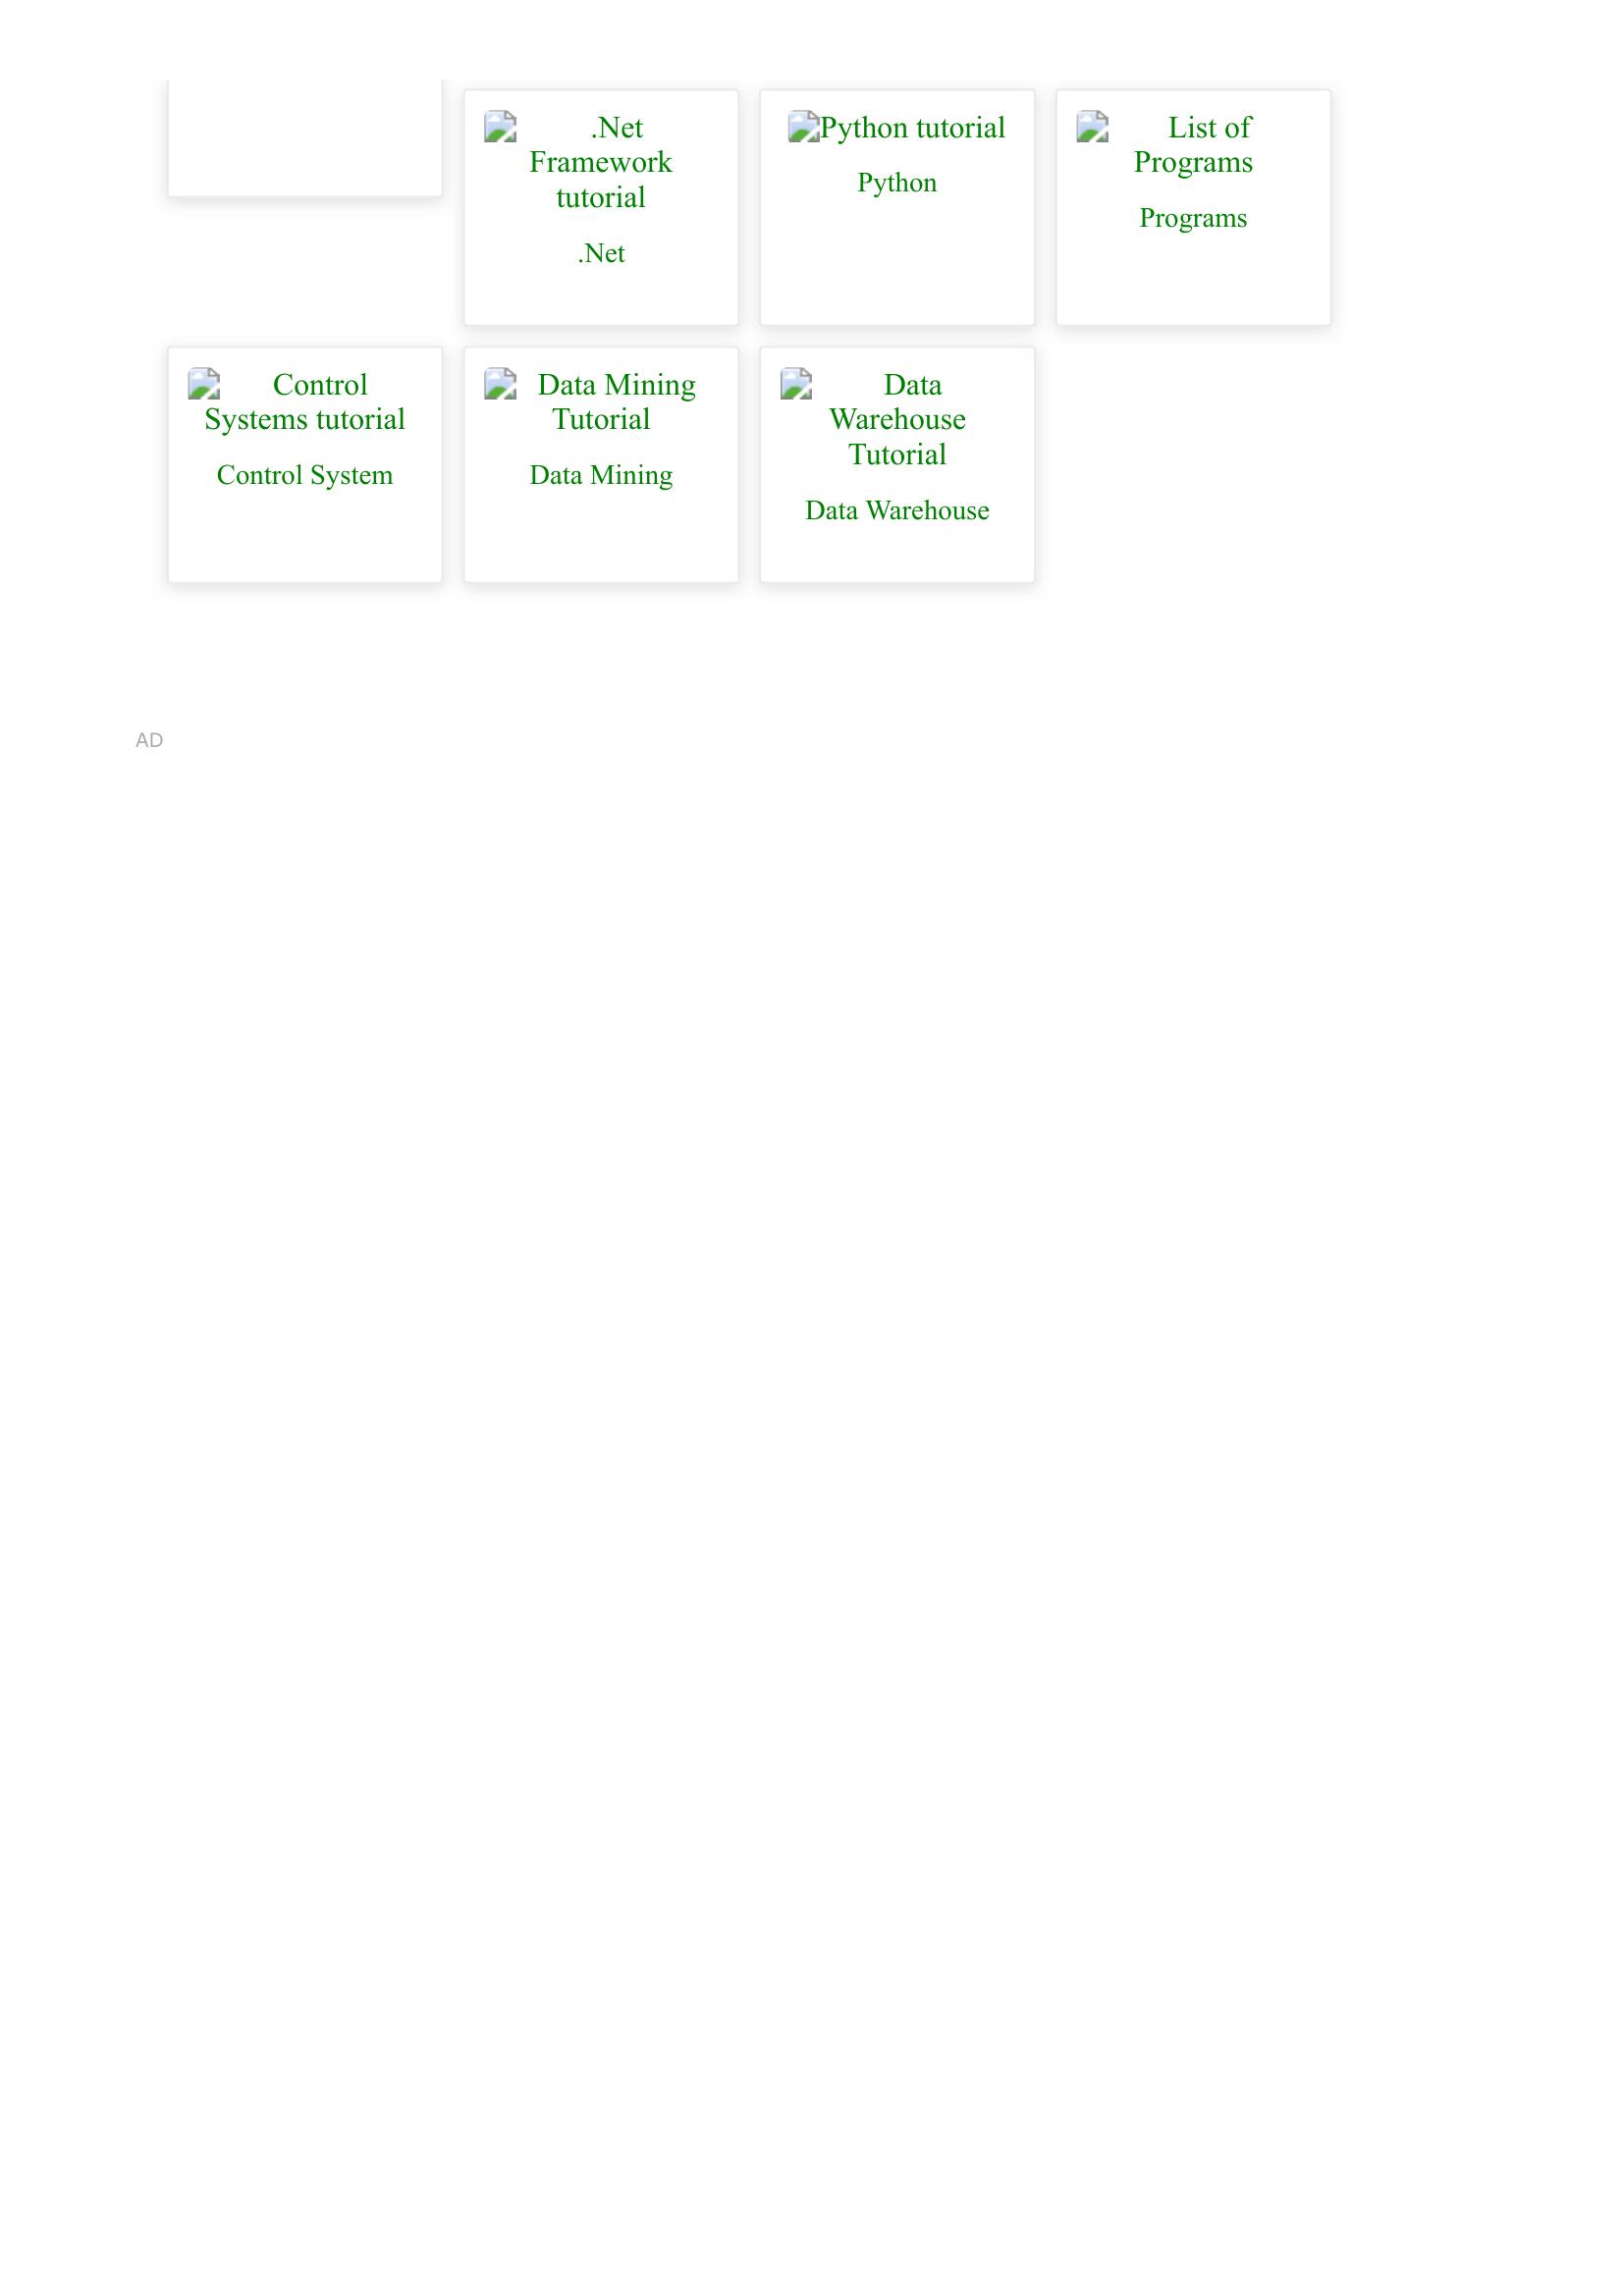 .Net
Framework
tutorial
.Net
Python tutorial
Python
List of
Programs
Programs
Control
Systems tutorial
Control System
Data Mining
Tutorial
Data Mining
Data
Warehouse
Tutorial
Data Warehouse
AD